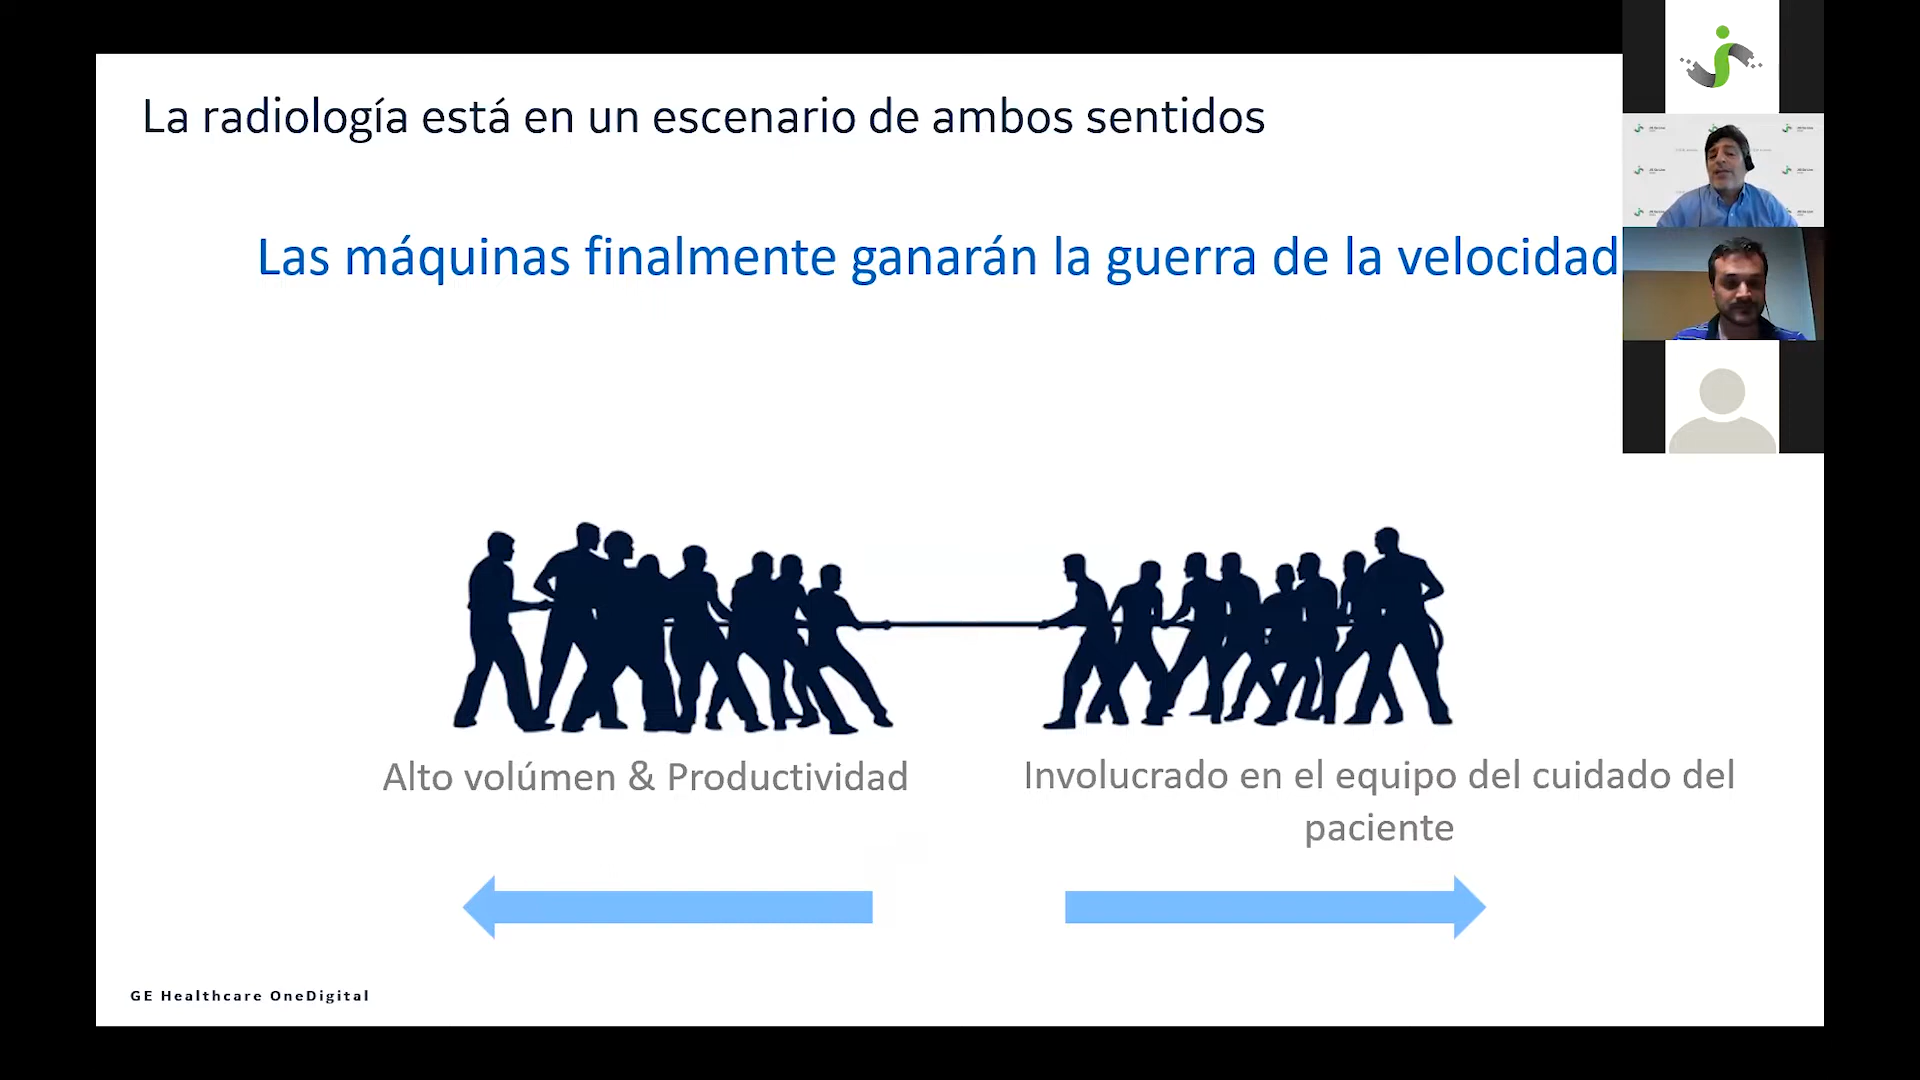 La radiología está en un escenario de ambos sentidos
Las máquinas finalmente ganarán la guerra de la velocidad
Alto volúmen & Productividad
Involucrado en el equipo del cuidado del
paciente
GE Healthcare OneDigital